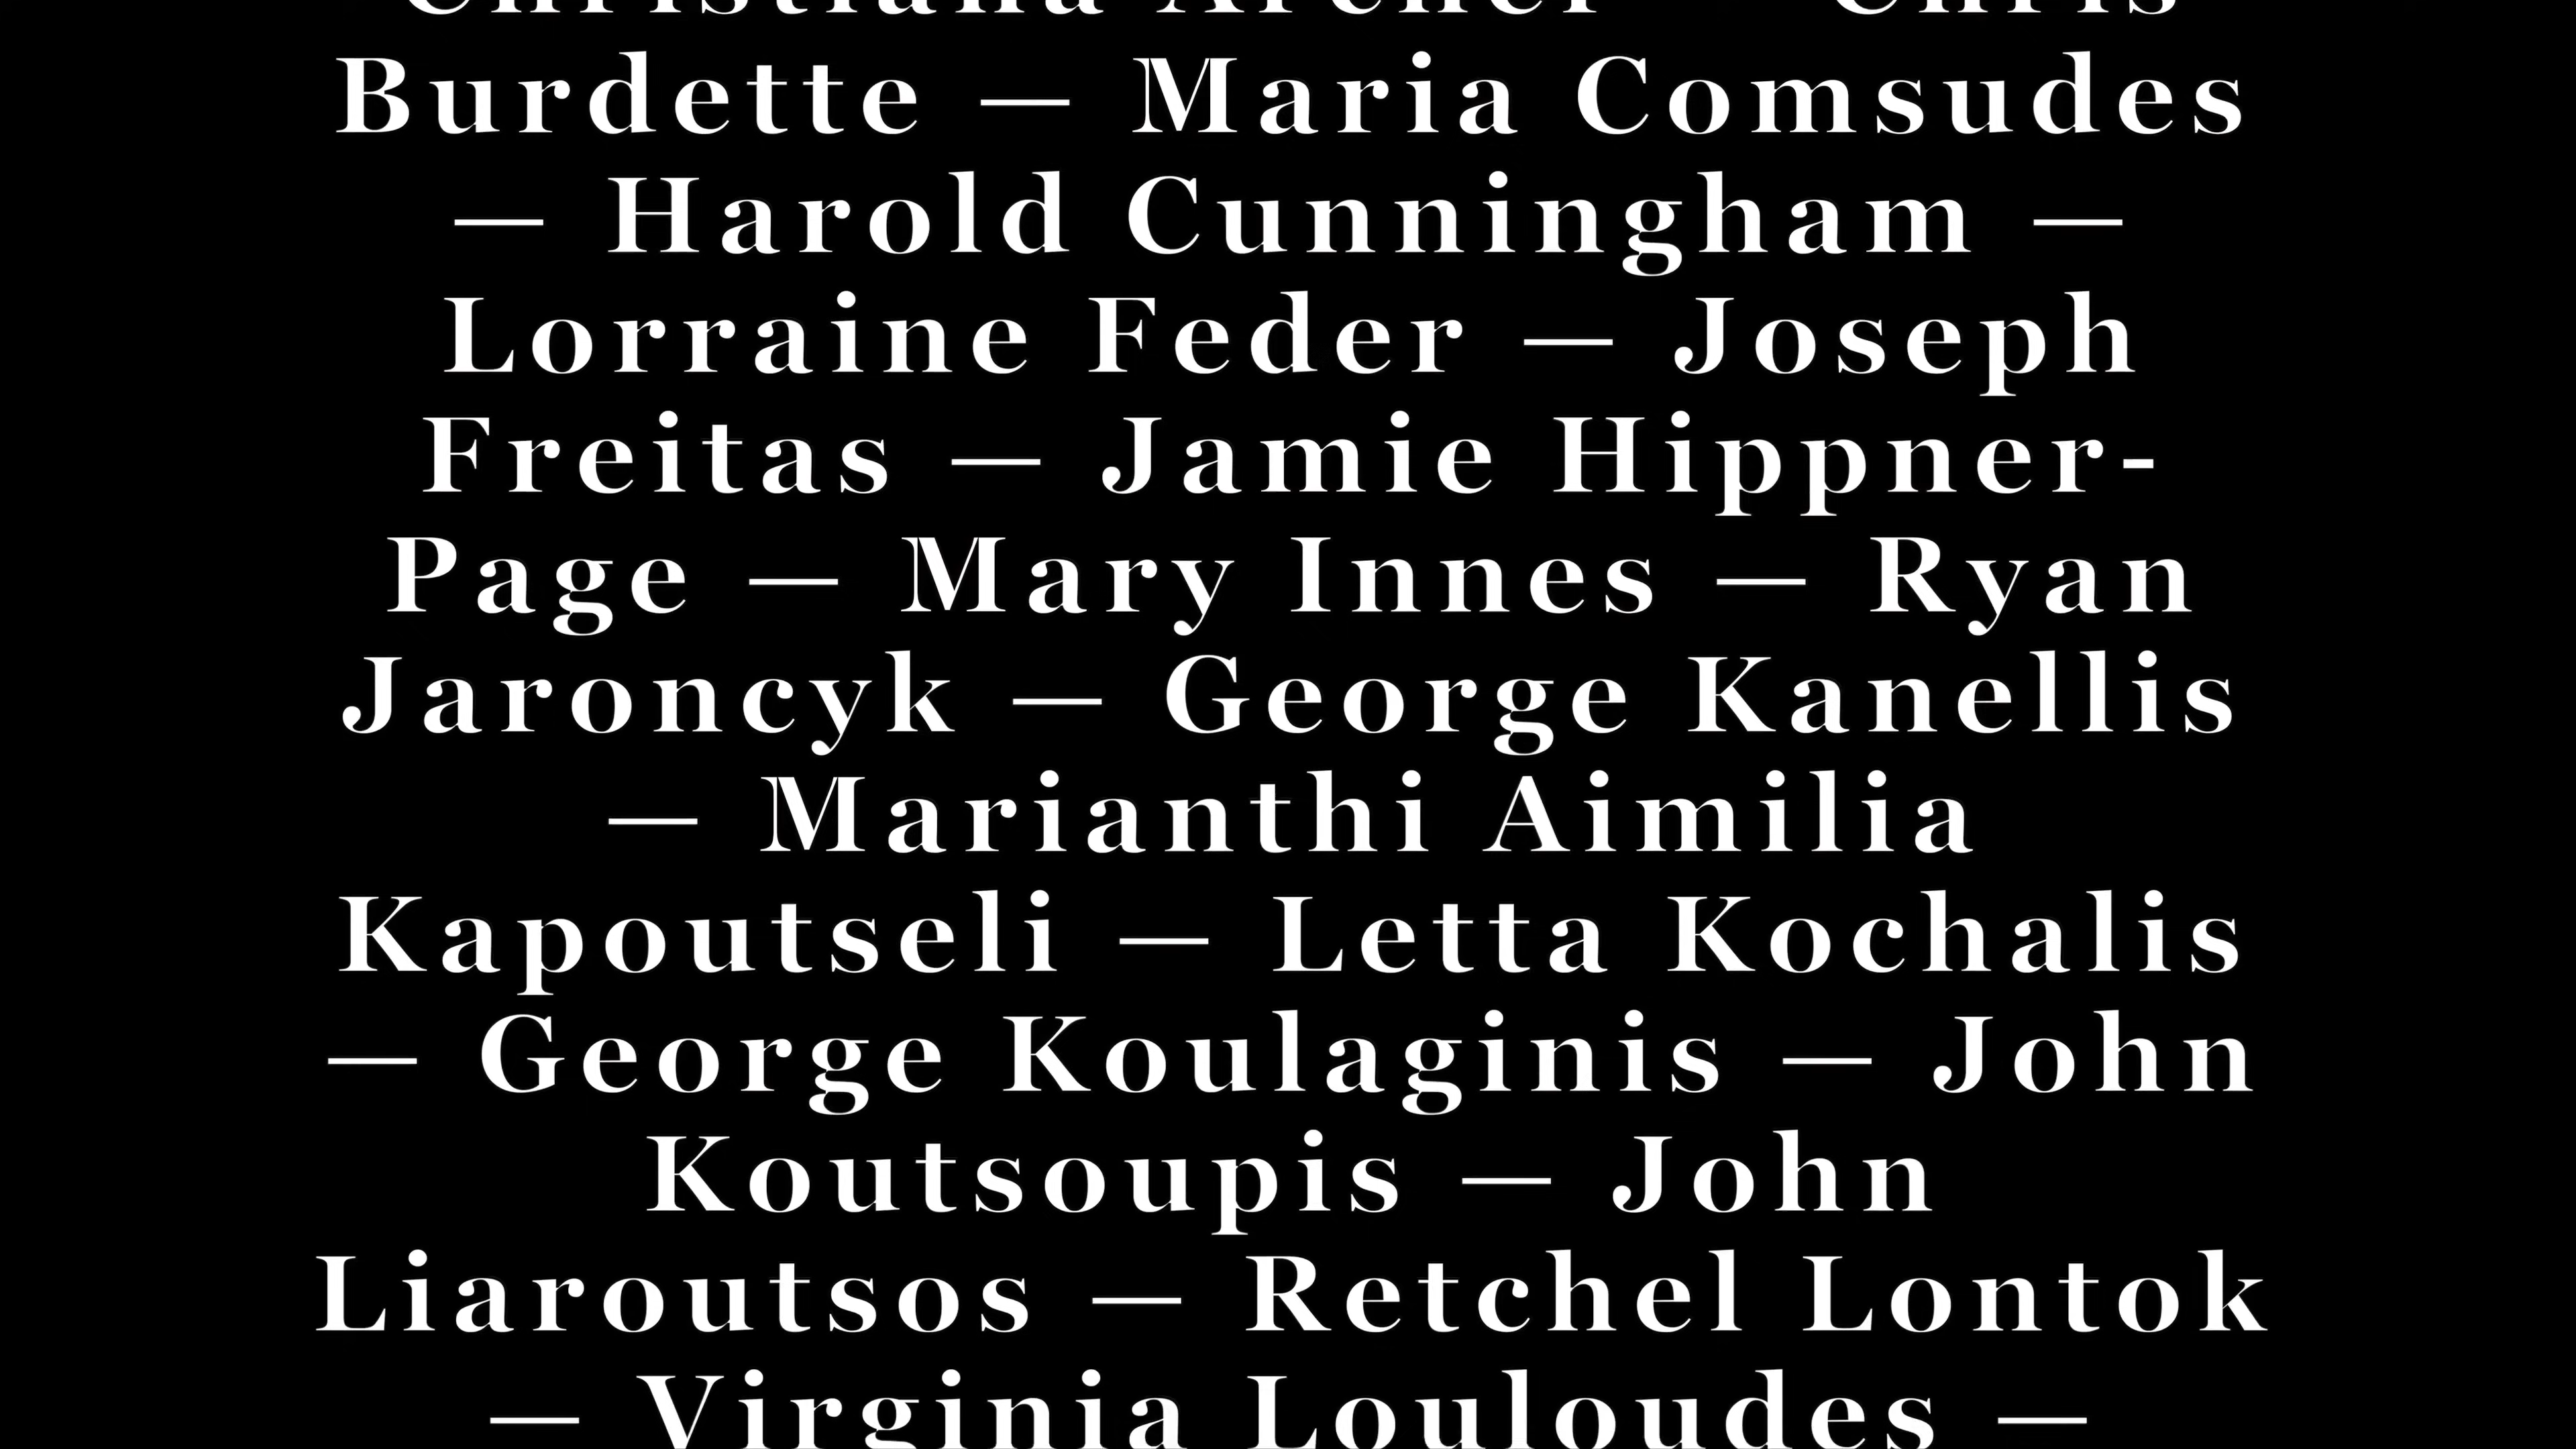 Christiana Archer — Chris
Burdette — Maria Comsudes
— Harold Cunningham —
Lorraine Feder — Joseph
Freitas — Jamie Hippner-
Page — Mary Innes — Ryan
Jaroncyk — George Kanellis
— Marianthi Aimilia
Kapoutseli — Letta Kochalis
— George Koulaginis — John
Koutsoupis — John
Liaroutsos — Retchel Lontok
— Virginia Louloudes —